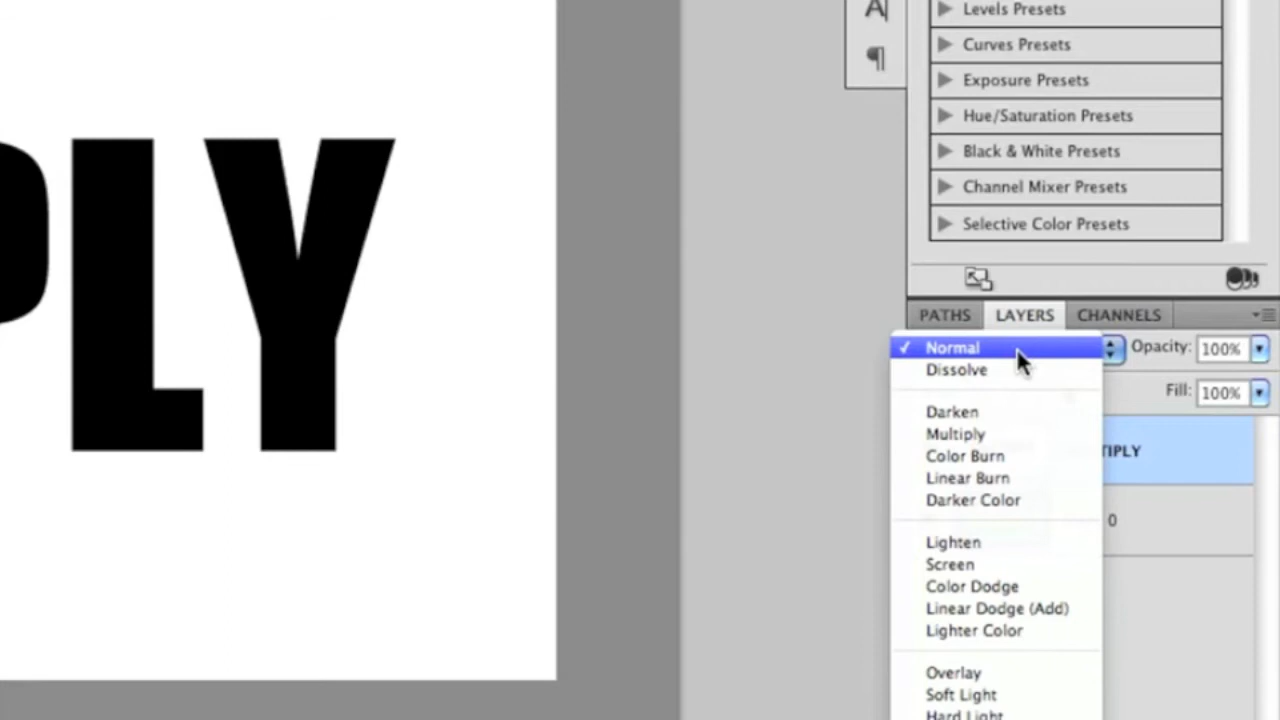 PLY
A
¶
Levels Presets
Curves Presets
Exposure Presets
Hue/Saturation Presets
Black & White Presets
Channel Mixer Presets
Selective Color Presets
PATHS LAYERS CHANNELS
✓ Normal
Opacity: 100%
Dissolve
Fill: 100%
Darken
Multiply
TIPLY
Color Burn
Linear Burn
Darker Color
0
Lighten
Screen
Color Dodge
Linear Dodge (Add)
Lighter Color
Overlay
Soft Light
Hard Light